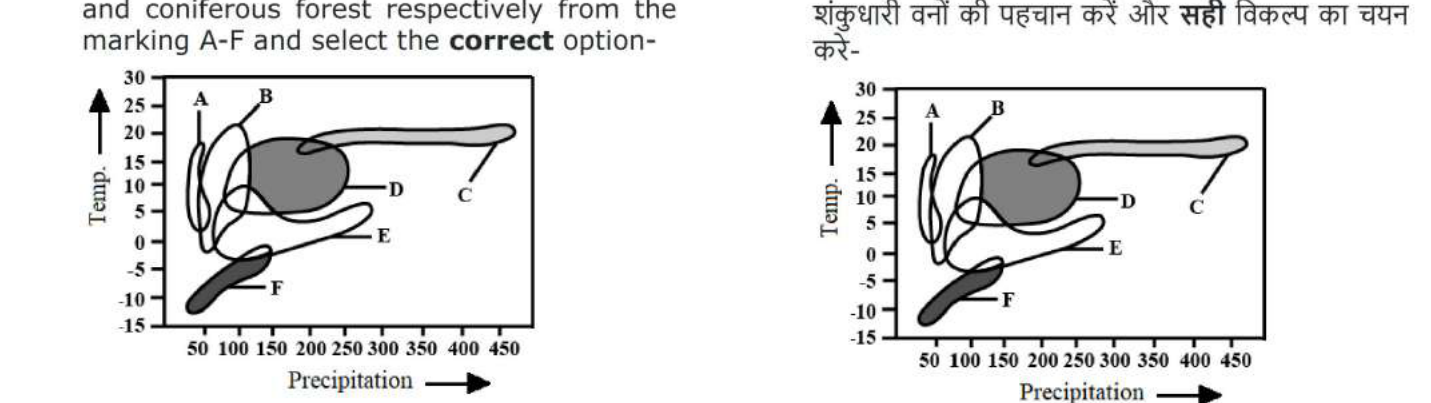 and coniferous forest respectively from the
marking A-F and select the correct option-
30
25
20
15
10
5
0
-5
-10
-15
Temp.
A
B
C
D
E
F
50 100 150 200 250 300 350 400 450
Precipitation
शंकुधारी वनों की पहचान करें और सही विकल्प का चयन
करे-
30
25
20
15
10
5
0
-5
-10
-15
Temp.
A
B
C
D
E
F
50 100 150 200 250 300 350 400 450
Precipitation